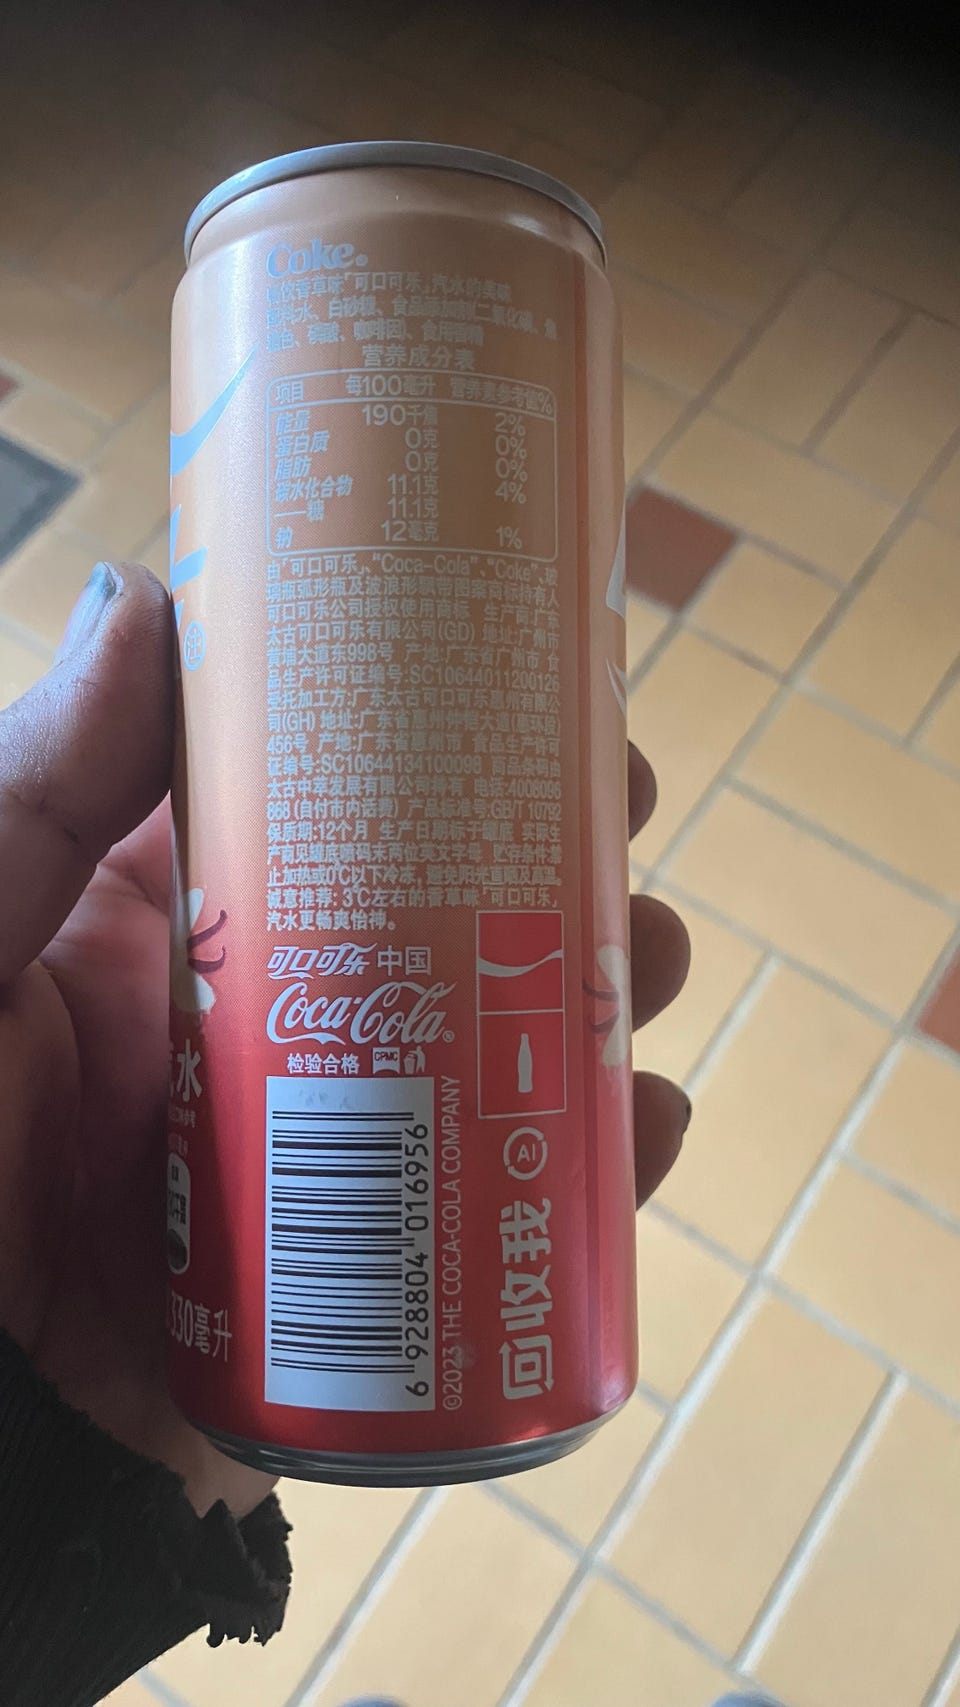 Coke®
香草味「可口可乐」汽水的美味
配料:水、白砂糖、食品添加剂(二氧化碳、焦
糖色、磷酸、咖啡因)、食用香精
营养成分表
项目 每100毫升 营养素参考值%
能量 190千焦 2%
蛋白质 0克 0%
脂肪 0克 0%
碳水化合物 11.1克 4%
——糖 11.1克
钠 12毫克 1%
由「可口可乐」、“Coca-Cola”、“Coke”、玻
璃瓶弧形瓶及波浪形飘带图案商标持有人
可口可乐公司授权使用商标 生产商:广东
太古可口可乐有限公司(GD) 地址:广州市
黄埔大道东998号 产地:广东省广州市 食
品生产许可证编号:SC10644011200126
受托加工方:广东太古可口可乐惠州有限公
司(GH) 地址:广东省惠州仲恺大道(惠环段)
456号 产地:广东省惠州市 食品生产许可
证编号:SC10644134100098 商品条码由
太古中萃发展有限公司持有 电话:4008098
868 (自付市内话费) 产品标准号:GB/T 10792
保质期:12个月 生产日期标于罐底 实际生
产商见罐底喷码末两位英文字母 贮存条件:禁
止加热或0℃以下冷冻,避免阳光直晒及高温。
诚意推荐: 3℃左右的香草味「可口可乐」
汽水更畅爽怡神。
可口可乐 中国
Coca-Cola®
检验合格 CPMC
6 928804 016956
©2023 THE COCA-COLA COMPANY
AI
回收我
注
水
330毫升